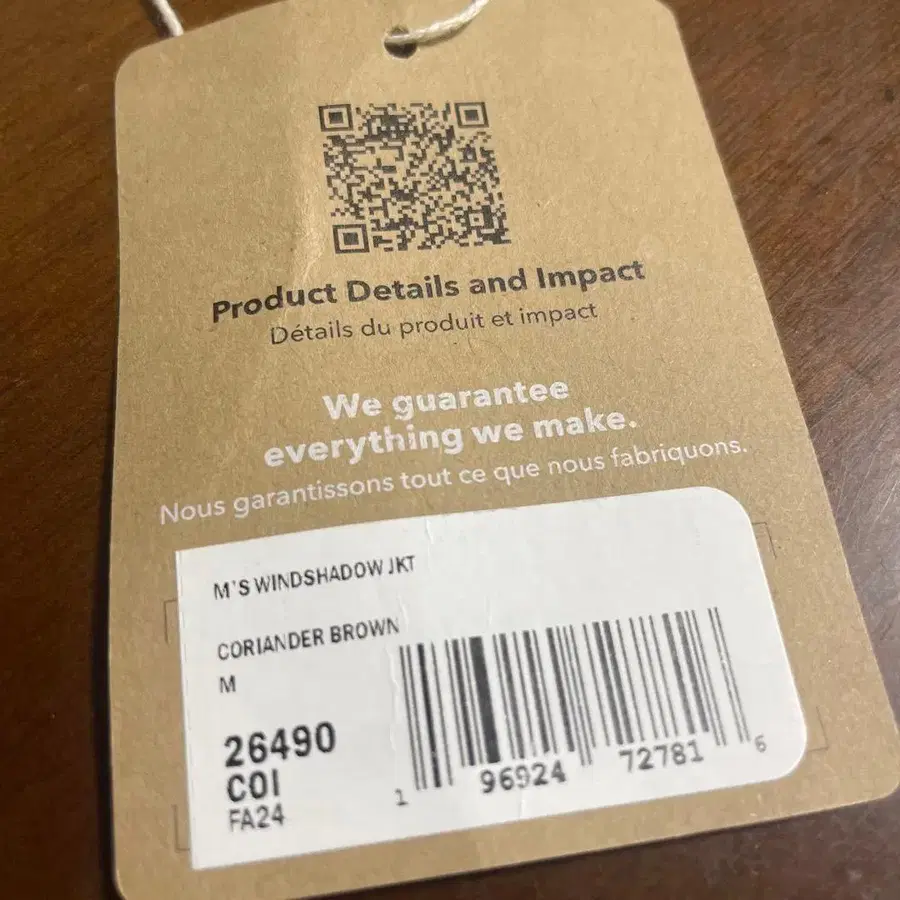 Product Details and Impact
Détails du produit et impact
We guarantee
everything we make.
Nous garantissons tout ce que nous fabriquons.
M'S WINDSHADOW JKT
CORIANDER BROWN
M
26490
COI
FA24
1 96924 72781 6